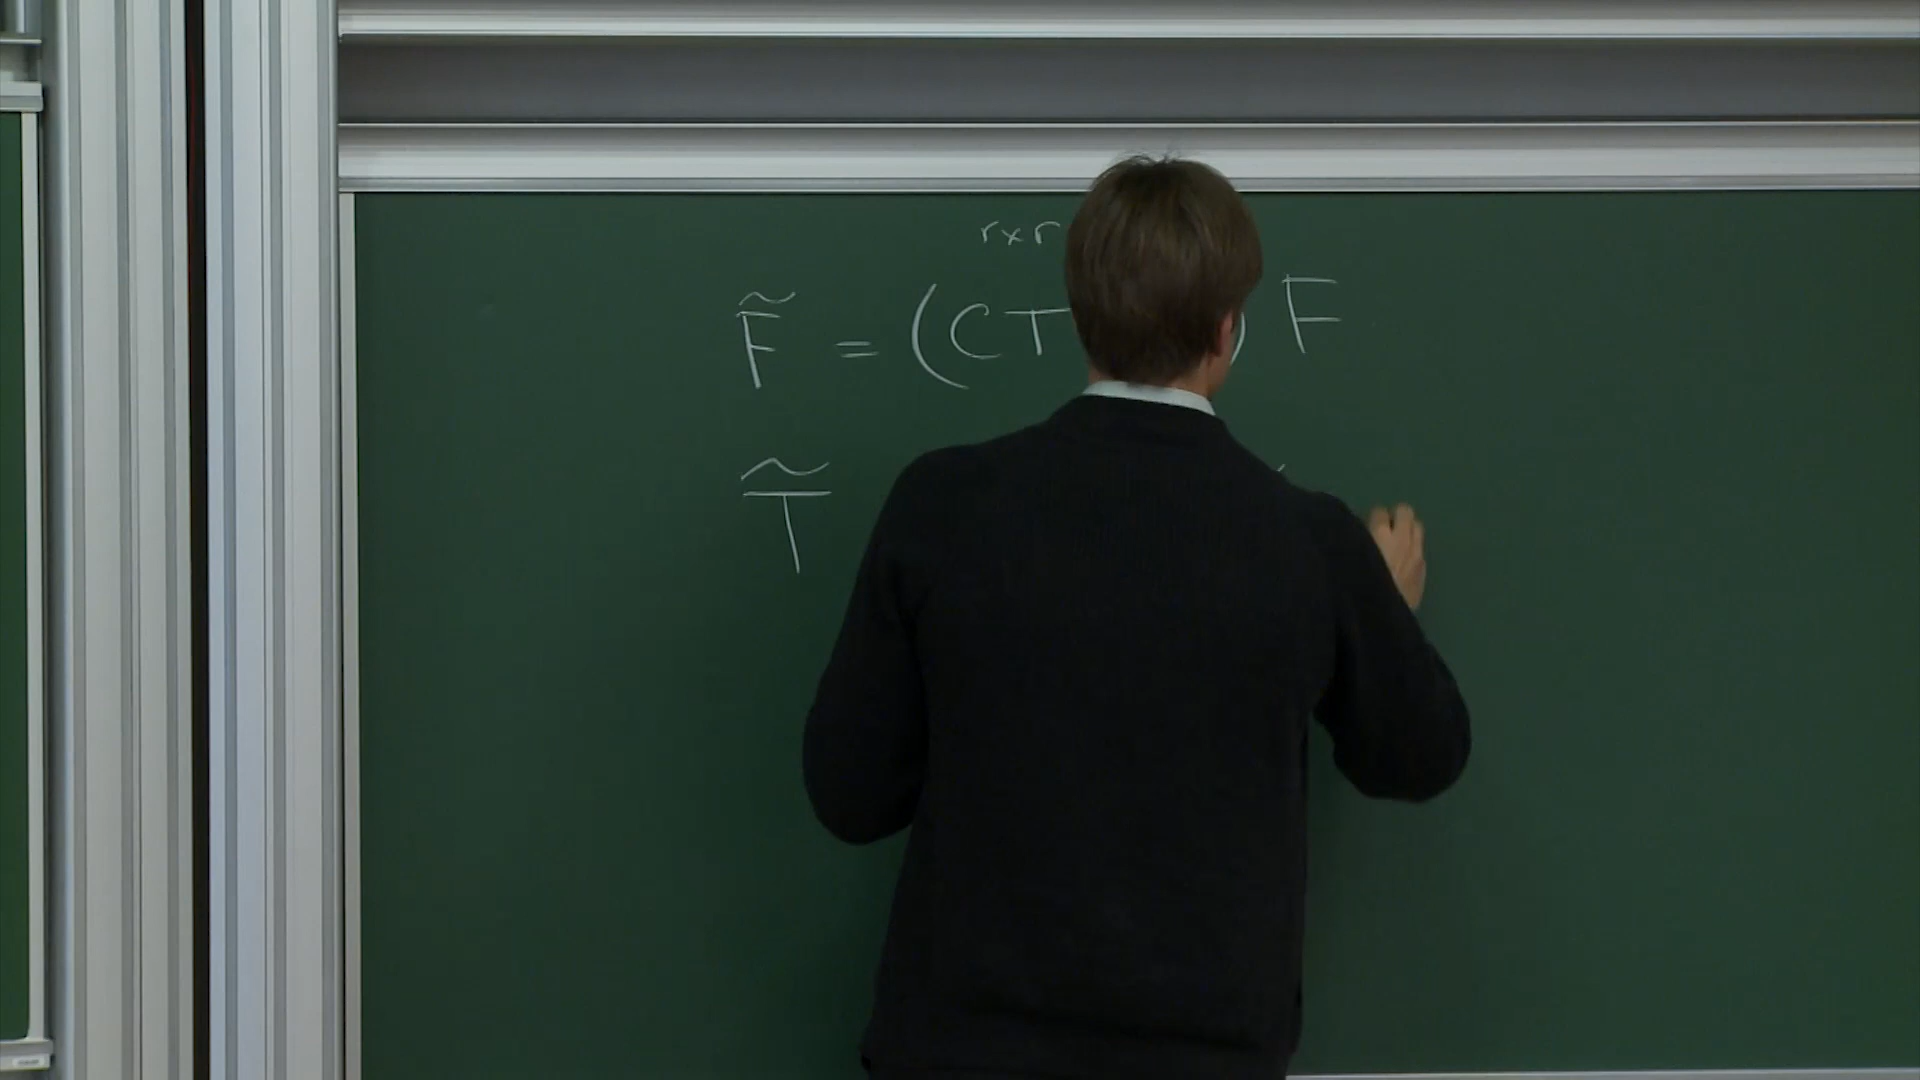 r×r
F̃ = (CT ) F
T̃